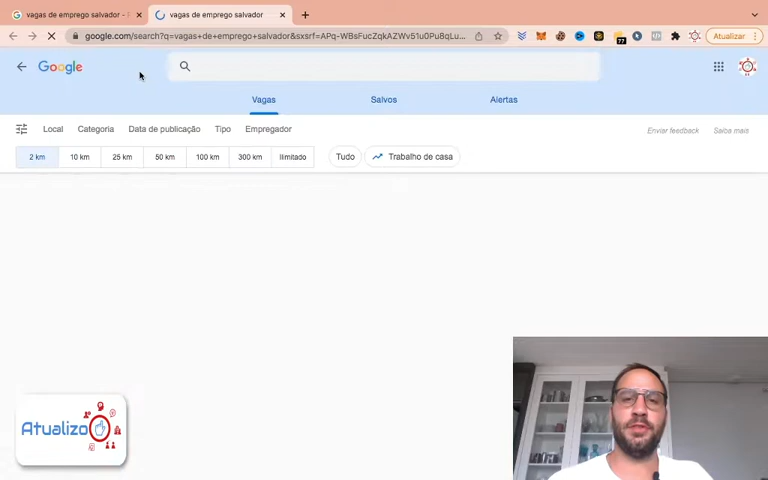 vagas de emprego salvador - P
vagas de emprego salvador
google.com/search?q=vagas+de+emprego+salvador&sxsrf=APq-WBsFucZqkAZWv51u0Pu8qLu...
77
Atualizar
Google
Vagas
Salvos
Alertas
Local
Categoria
Data de publicação
Tipo
Empregador
Enviar feedback
Saiba mais
2 km
10 km
25 km
50 km
100 km
300 km
Ilimitado
Tudo
Trabalho de casa
Atualizo